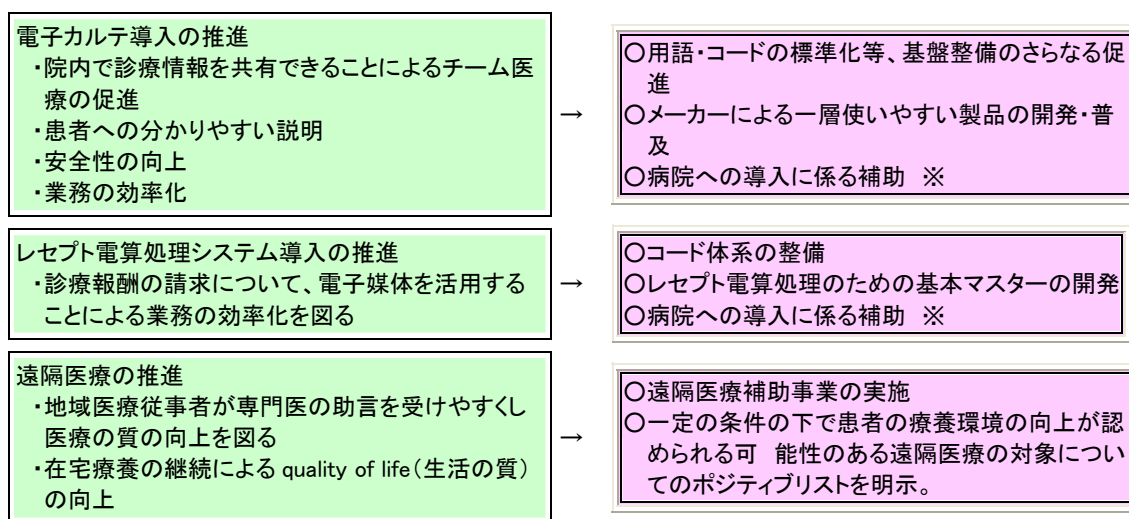 電子カルテ導入の推進
・院内で診療情報を共有できることによるチーム医
療の促進
・患者への分かりやすい説明
・安全性の向上
・業務の効率化
→
〇用語・コードの標準化等、基盤整備のさらなる促
進
〇メーカーによる一層使いやすい製品の開発・普
及
〇病院への導入に係る補助 ※
レセプト電算処理システム導入の推進
・診療報酬の請求について、電子媒体を活用する
ことによる業務の効率化を図る
→
〇コード体系の整備
〇レセプト電算処理のための基本マスターの開発
〇病院への導入に係る補助 ※
遠隔医療の推進
・地域医療従事者が専門医の助言を受けやすくし
医療の質の向上を図る
・在宅療養の継続による quality of life(生活の質)
の向上
→
〇遠隔医療補助事業の実施
〇一定の条件の下で患者の療養環境の向上が認
められる可 能性のある遠隔医療の対象につい
てのポジティブリストを明示。